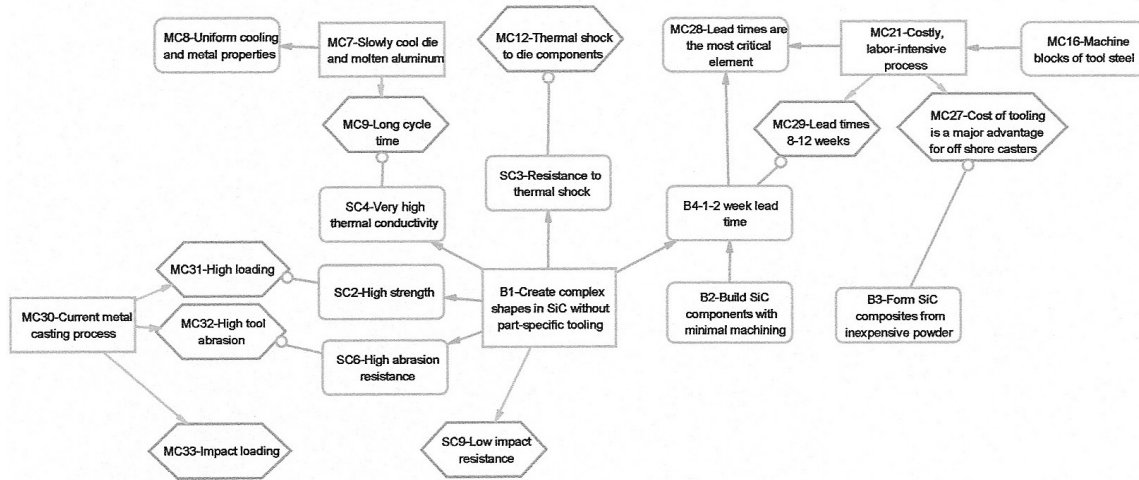 MC8-Uniform cooling
and metal properties
MC7-Slowly cool die
and molten aluminum
MC12-Thermal shock
to die components
MC28-Lead times are
the most critical
element
MC21-Costly,
labor-intensive
process
MC16-Machine
blocks of tool steel
MC9-Long cycle
time
MC29-Lead times
8-12 weeks
MC27-Cost of tooling
is a major advantage
for off shore casters
SC3-Resistance to
thermal shock
SC4-Very high
thermal conductivity
B4-1-2 week lead
time
MC31-High loading
SC2-High strength
B1-Create complex
shapes in SiC without
part-specific tooling
B2-Build SiC
components with
minimal machining
B3-Form SiC
composites from
inexpensive powder
MC30-Current metal
casting process
MC32-High tool
abrasion
SC6-High abrasion
resistance
MC33-Impact loading
SC9-Low impact
resistance